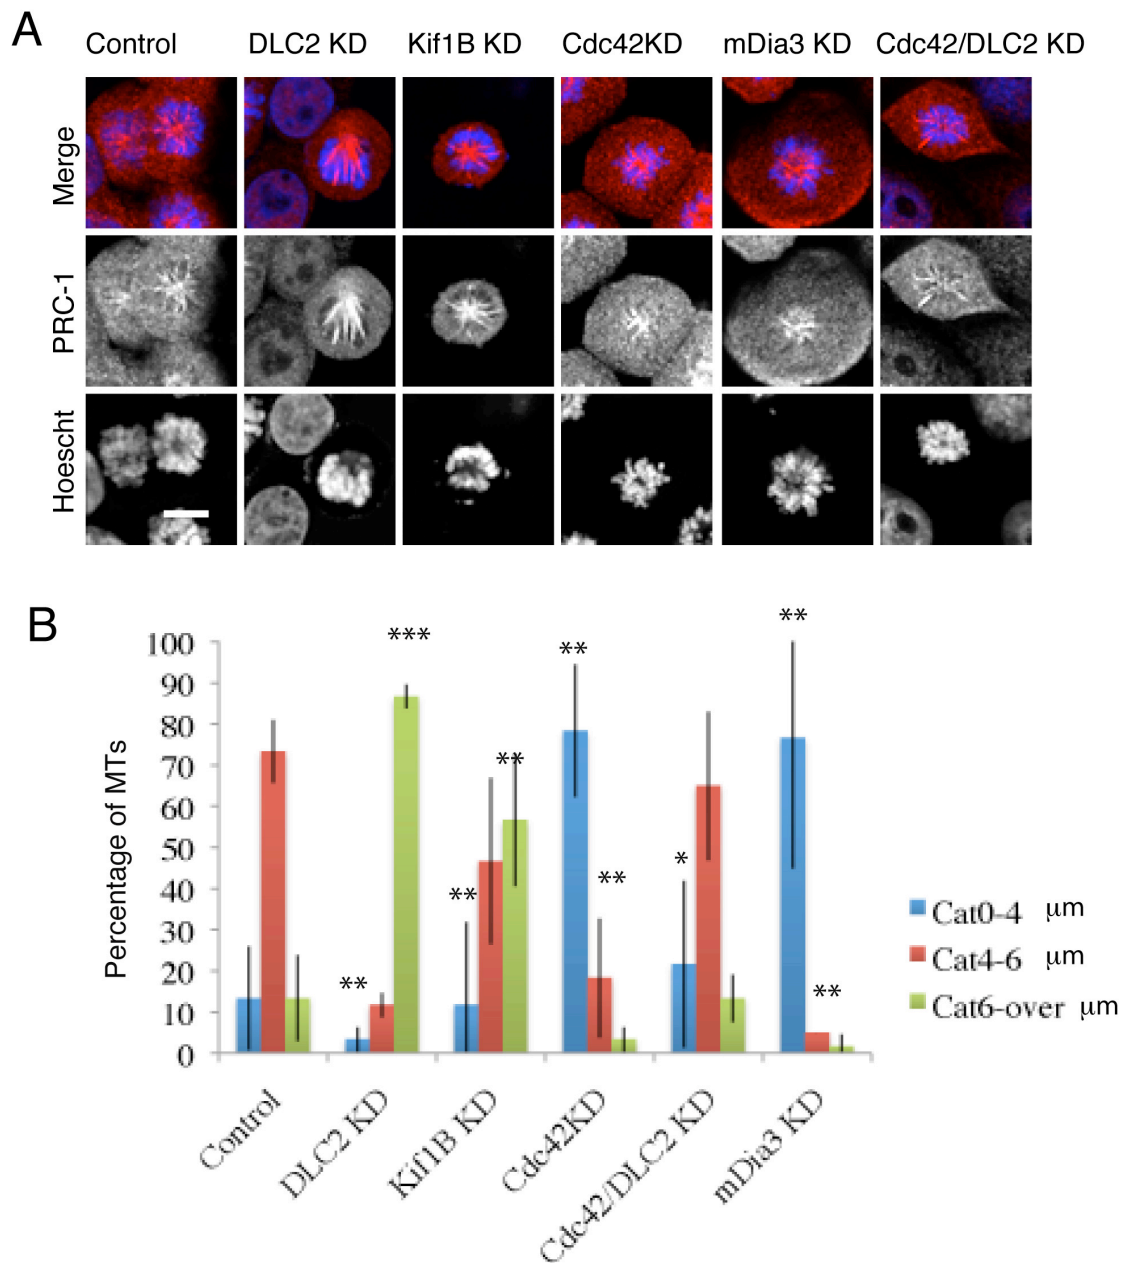 A
Control DLC2 KD Kif1B KD Cdc42KD mDia3 KD Cdc42/DLC2 KD
Merge
PRC-1
Hoescht
B
Percentage of MTs
100
90
80
70
60
50
40
30
20
10
0
**
***
**
**
**
**
*
**
**
Control
DLC2 KD
Kif1B KD
Cdc42KD
Cdc42/DLC2 KD
mDia3 KD
Cat0-4 μm
Cat4-6 μm
Cat6-over μm